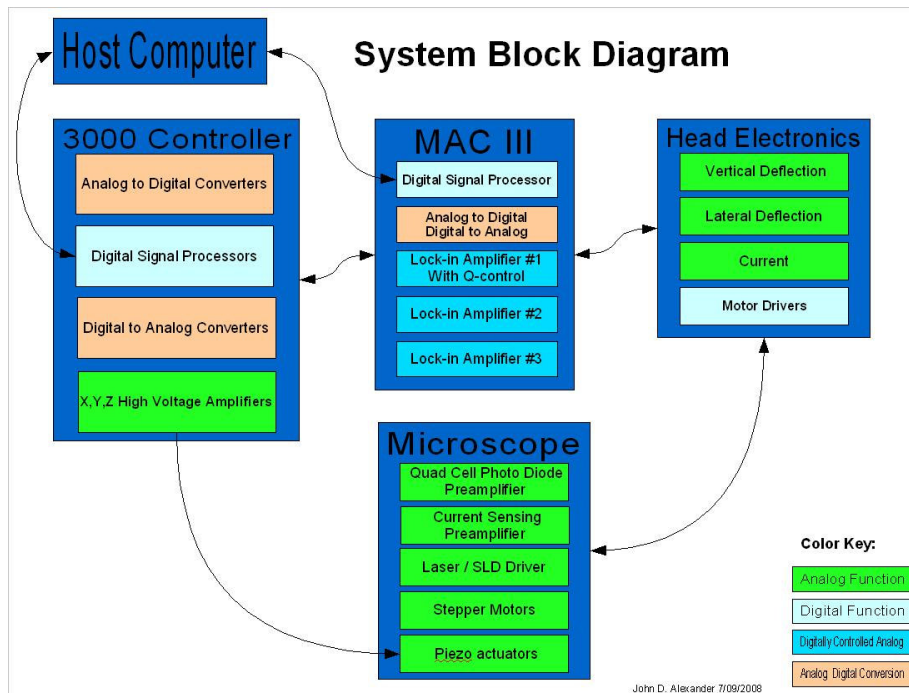 Host Computer
System Block Diagram
3000 Controller
Analog to Digital Converters
Digital Signal Processors
Digital to Analog Converters
X,Y,Z High Voltage Amplifiers
MAC III
Digital Signal Processor
Analog to Digital
Digital to Analog
Lock-in Amplifier #1
With Q-control
Lock-in Amplifier #2
Lock-in Amplifier #3
Head Electronics
Vertical Deflection
Lateral Deflection
Current
Motor Drivers
Microscope
Quad Cell Photo Diode
Preamplifier
Current Sensing
Preamplifier
Laser / SLD Driver
Stepper Motors
Piezo actuators
Color Key:
Analog Function
Digital Function
Digitally Controlled Analog
Analog Digital Conversion
John D. Alexander 7/09/2008